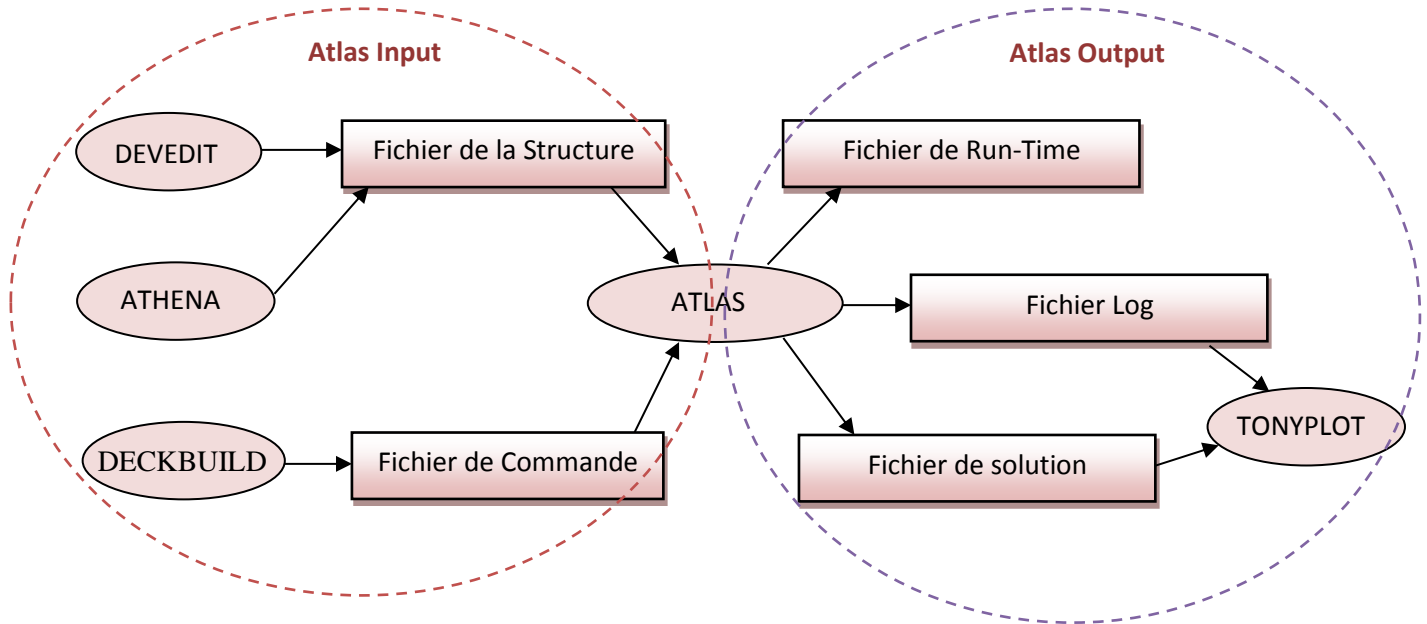 Atlas Input
Atlas Output
DEVEDIT
Fichier de la Structure
Fichier de Run-Time
ATHENA
ATLAS
Fichier Log
DECKBUILD
Fichier de Commande
Fichier de solution
TONYPLOT